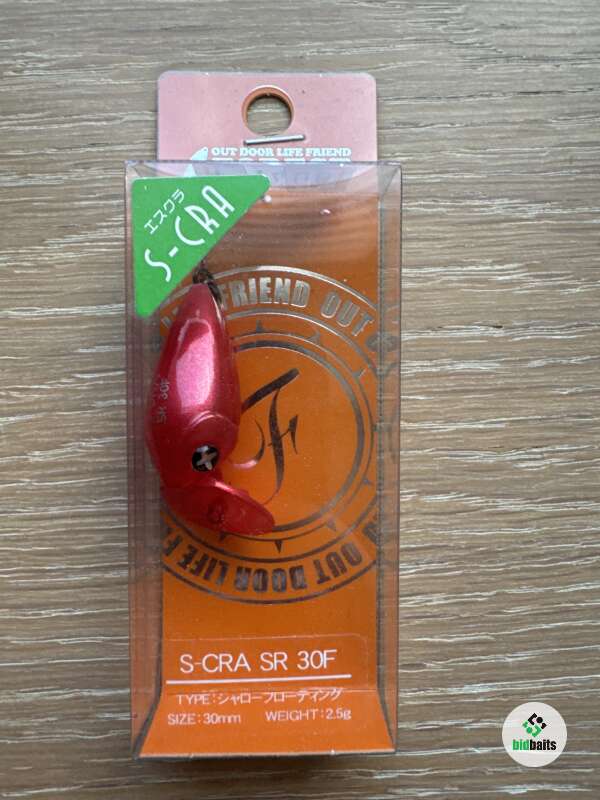 OUT DOOR LIFE FRIEND
FOREST
エスクラ
S-CRA
FRIEND OUT
OUT DOOR LIFE F
F
S-CRA SR 30F
TYPE:シャローフローティング
SIZE:30mm WEIGHT:2.5g
bidbaits